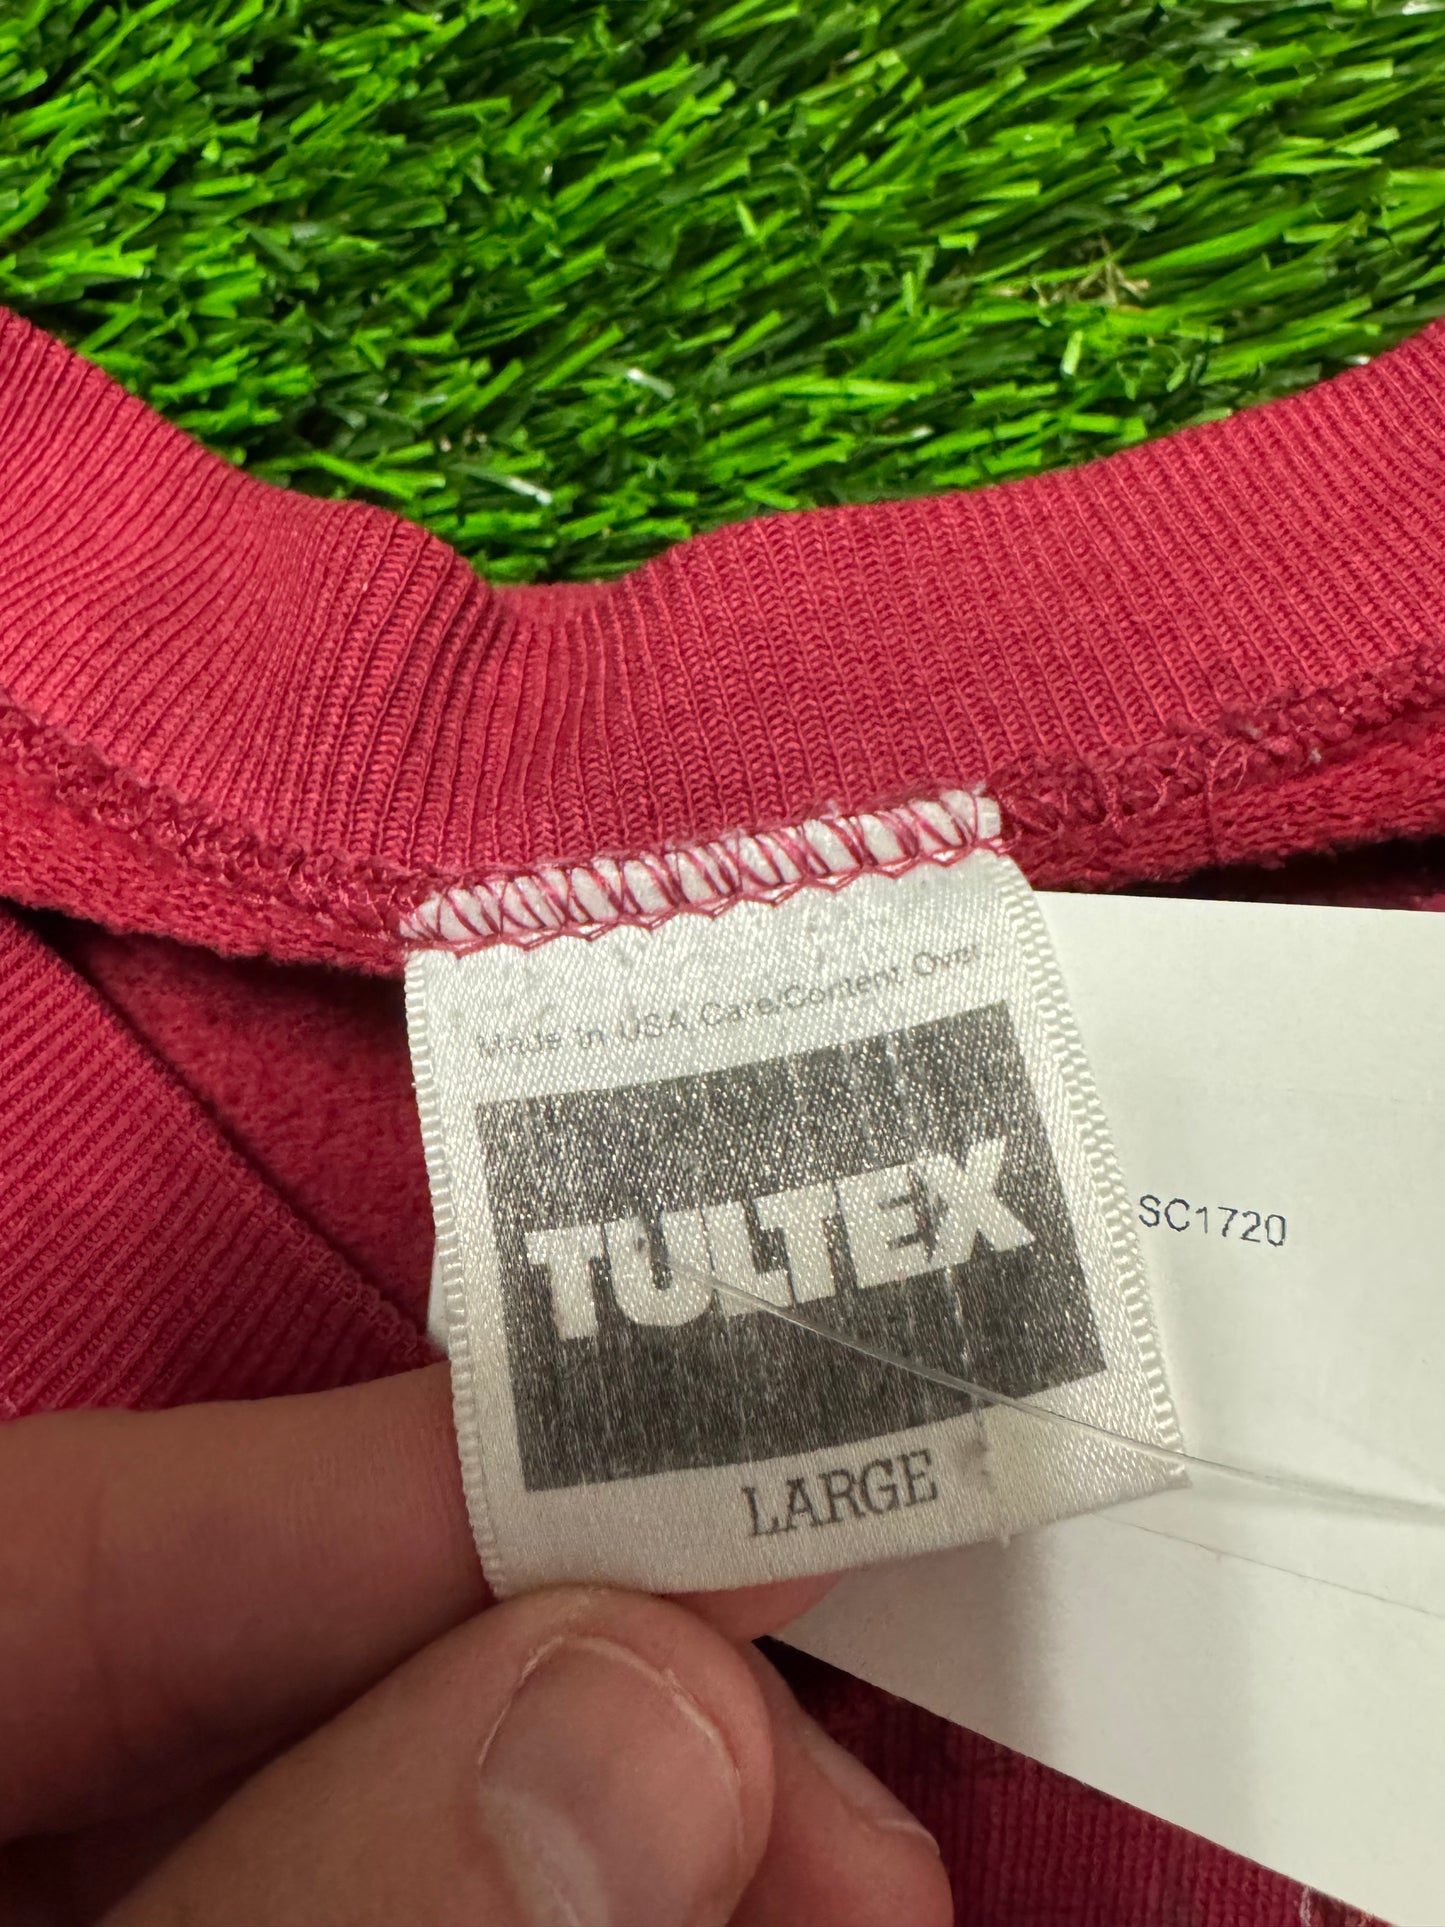 Made In USA, Care/Content Over
TULTEX
LARGE
SC1720